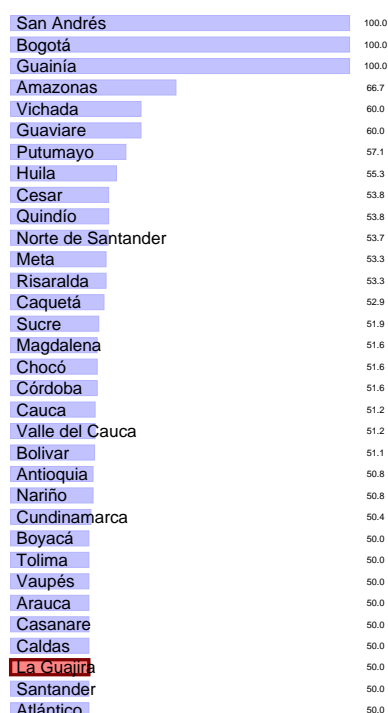 San Andrés 100.0
Bogotá 100.0
Guainía 100.0
Amazonas 66.7
Vichada 60.0
Guaviare 60.0
Putumayo 57.1
Huila 55.3
Cesar 53.8
Quindío 53.8
Norte de Santander 53.7
Meta 53.3
Risaralda 53.3
Caquetá 52.9
Sucre 51.9
Magdalena 51.6
Chocó 51.6
Córdoba 51.6
Cauca 51.2
Valle del Cauca 51.2
Bolivar 51.1
Antioquia 50.8
Nariño 50.8
Cundinamarca 50.4
Boyacá 50.0
Tolima 50.0
Vaupés 50.0
Arauca 50.0
Casanare 50.0
Caldas 50.0
La Guajira 50.0
Santander 50.0
Atlántico 50.0